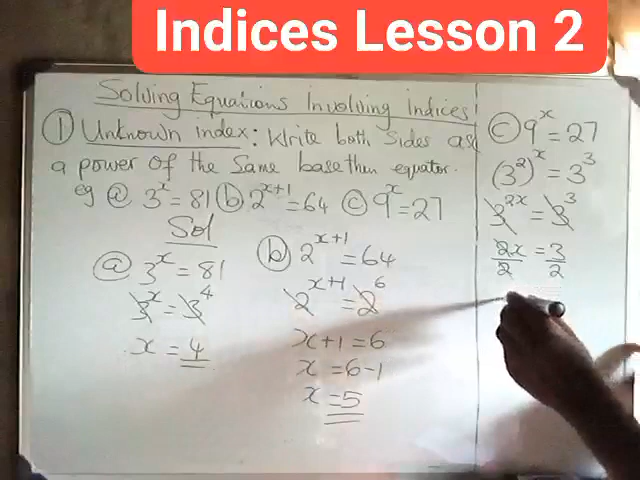 Indices Lesson 2
Solving Equations Involving indices
① Unknown index: Write both Sides as
a power of the Same base then equator.
eg ⓐ 3^x = 81 ⓑ 2^{x+1} = 64 ⓒ 9^x = 27
Sol
ⓐ 3^x = 81
3^x = 3^4
x = 4
ⓑ 2^{x+1} = 64
2^{x+1} = 2^6
x + 1 = 6
x = 6 - 1
x = 5
ⓒ 9^x = 27
(3^2)^x = 3^3
3^{2x} = 3^3
2x/2 = 3/2